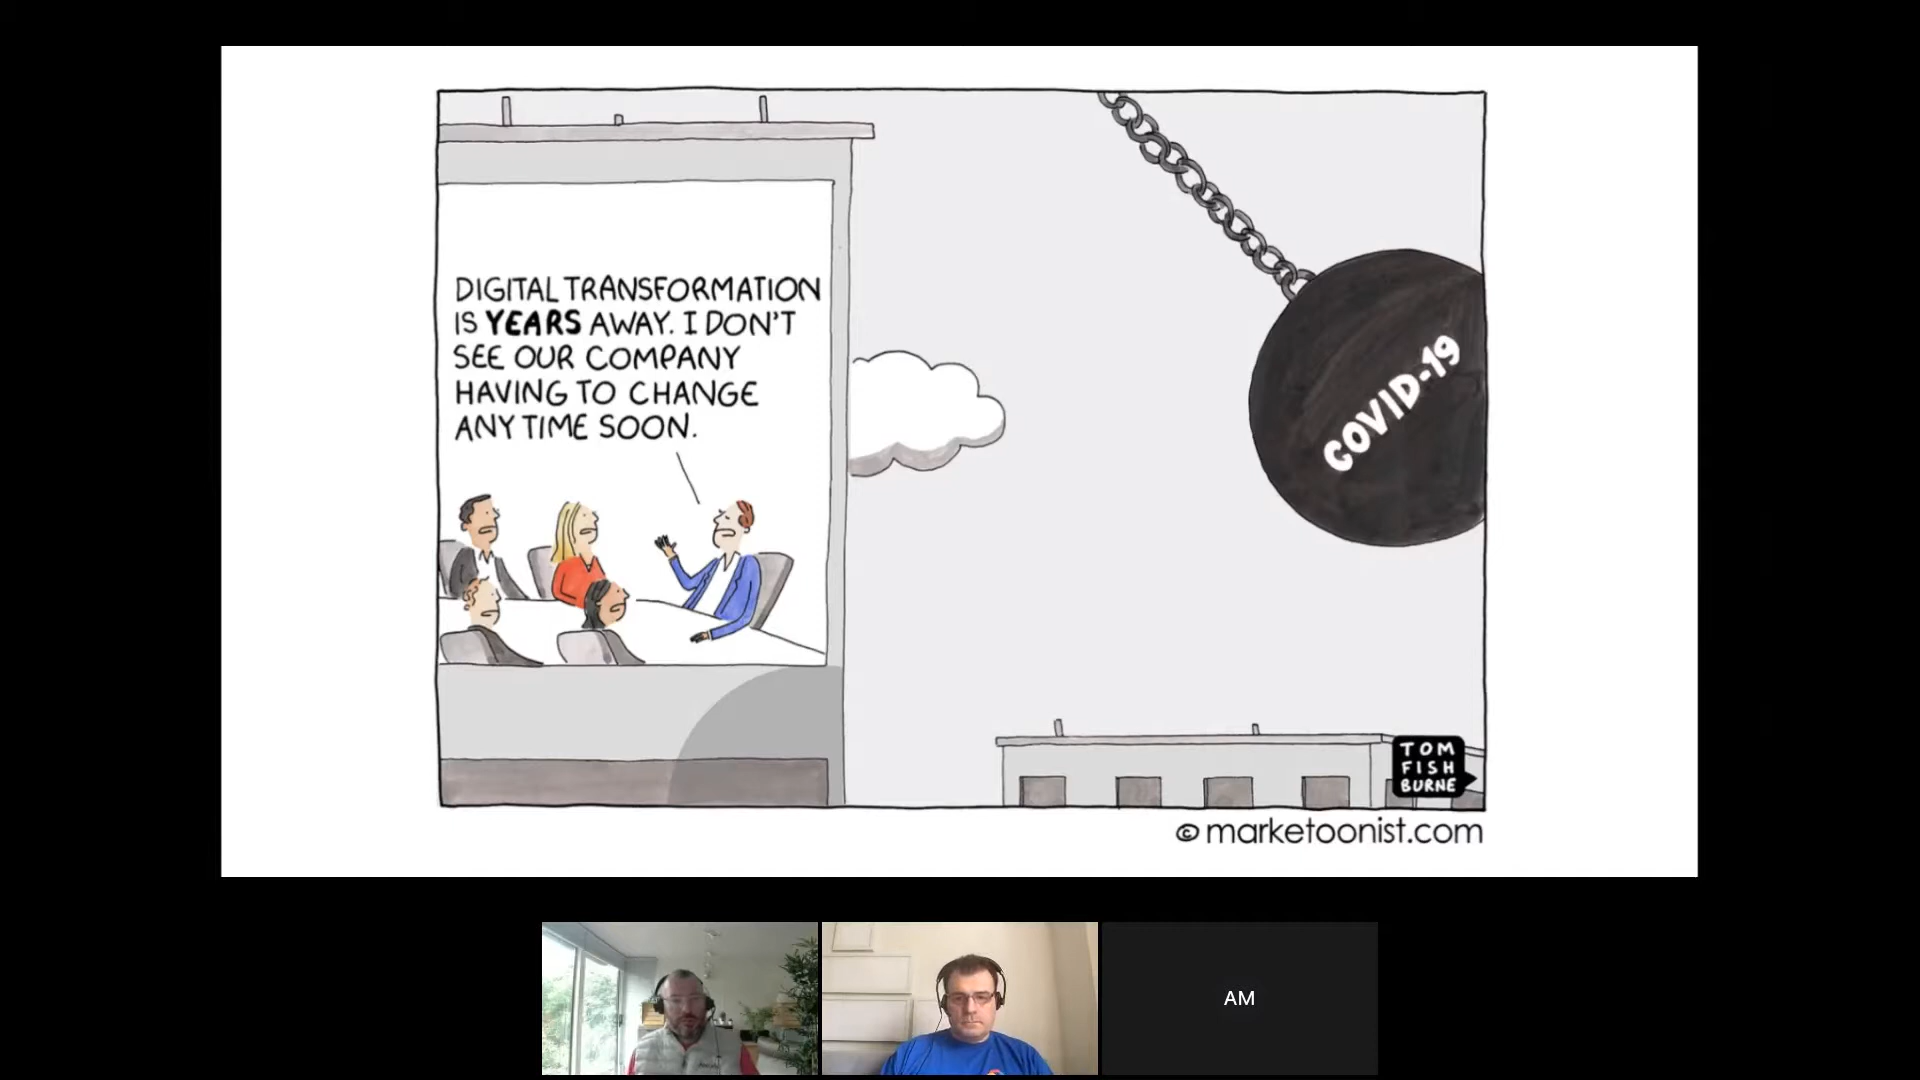 DIGITAL TRANSFORMATION
IS YEARS AWAY. I DON'T
SEE OUR COMPANY
HAVING TO CHANGE
ANY TIME SOON.
COVID-19
TOM
FISH
BURNE
© marketoonist.com
AM